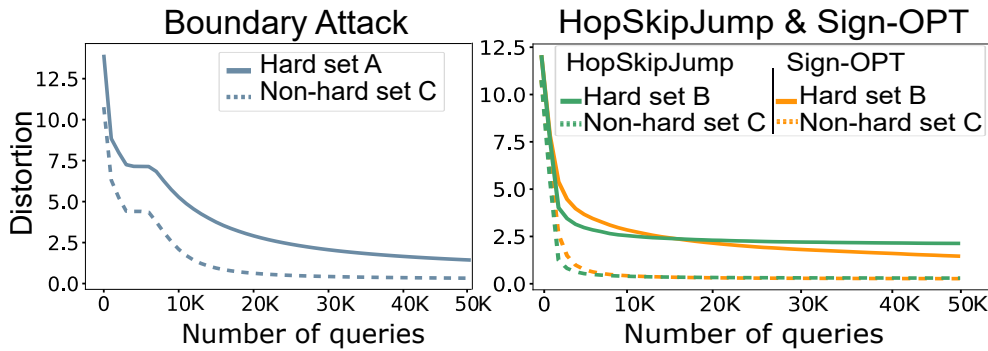 Boundary Attack
Hard set A
Non-hard set C
Distortion
12.5
10.0
7.5
5.0
2.5
0.0
0
10K
20K
30K
40K
50K
Number of queries
HopSkipJump & Sign-OPT
HopSkipJump
Sign-OPT
Hard set B
Hard set B
Non-hard set C
Non-hard set C
12.5
10.0
7.5
5.0
2.5
0.0
0
10K
20K
30K
40K
50K
Number of queries